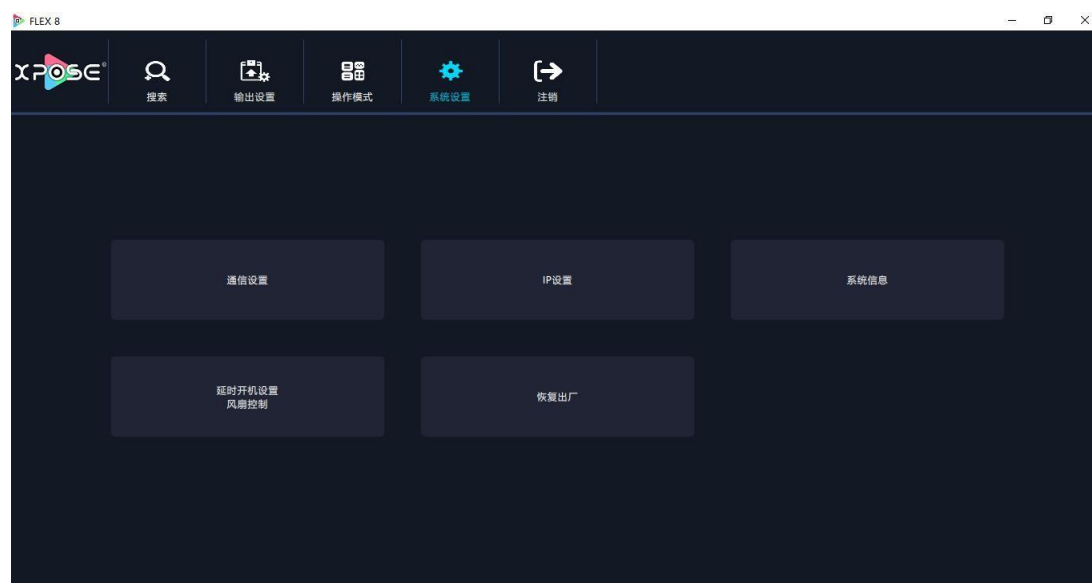 FLEX 8
XPOSE®
搜索
输出设置
操作模式
系统设置
注销
通信设置
IP设置
系统信息
延时开机设置
风扇控制
恢复出厂